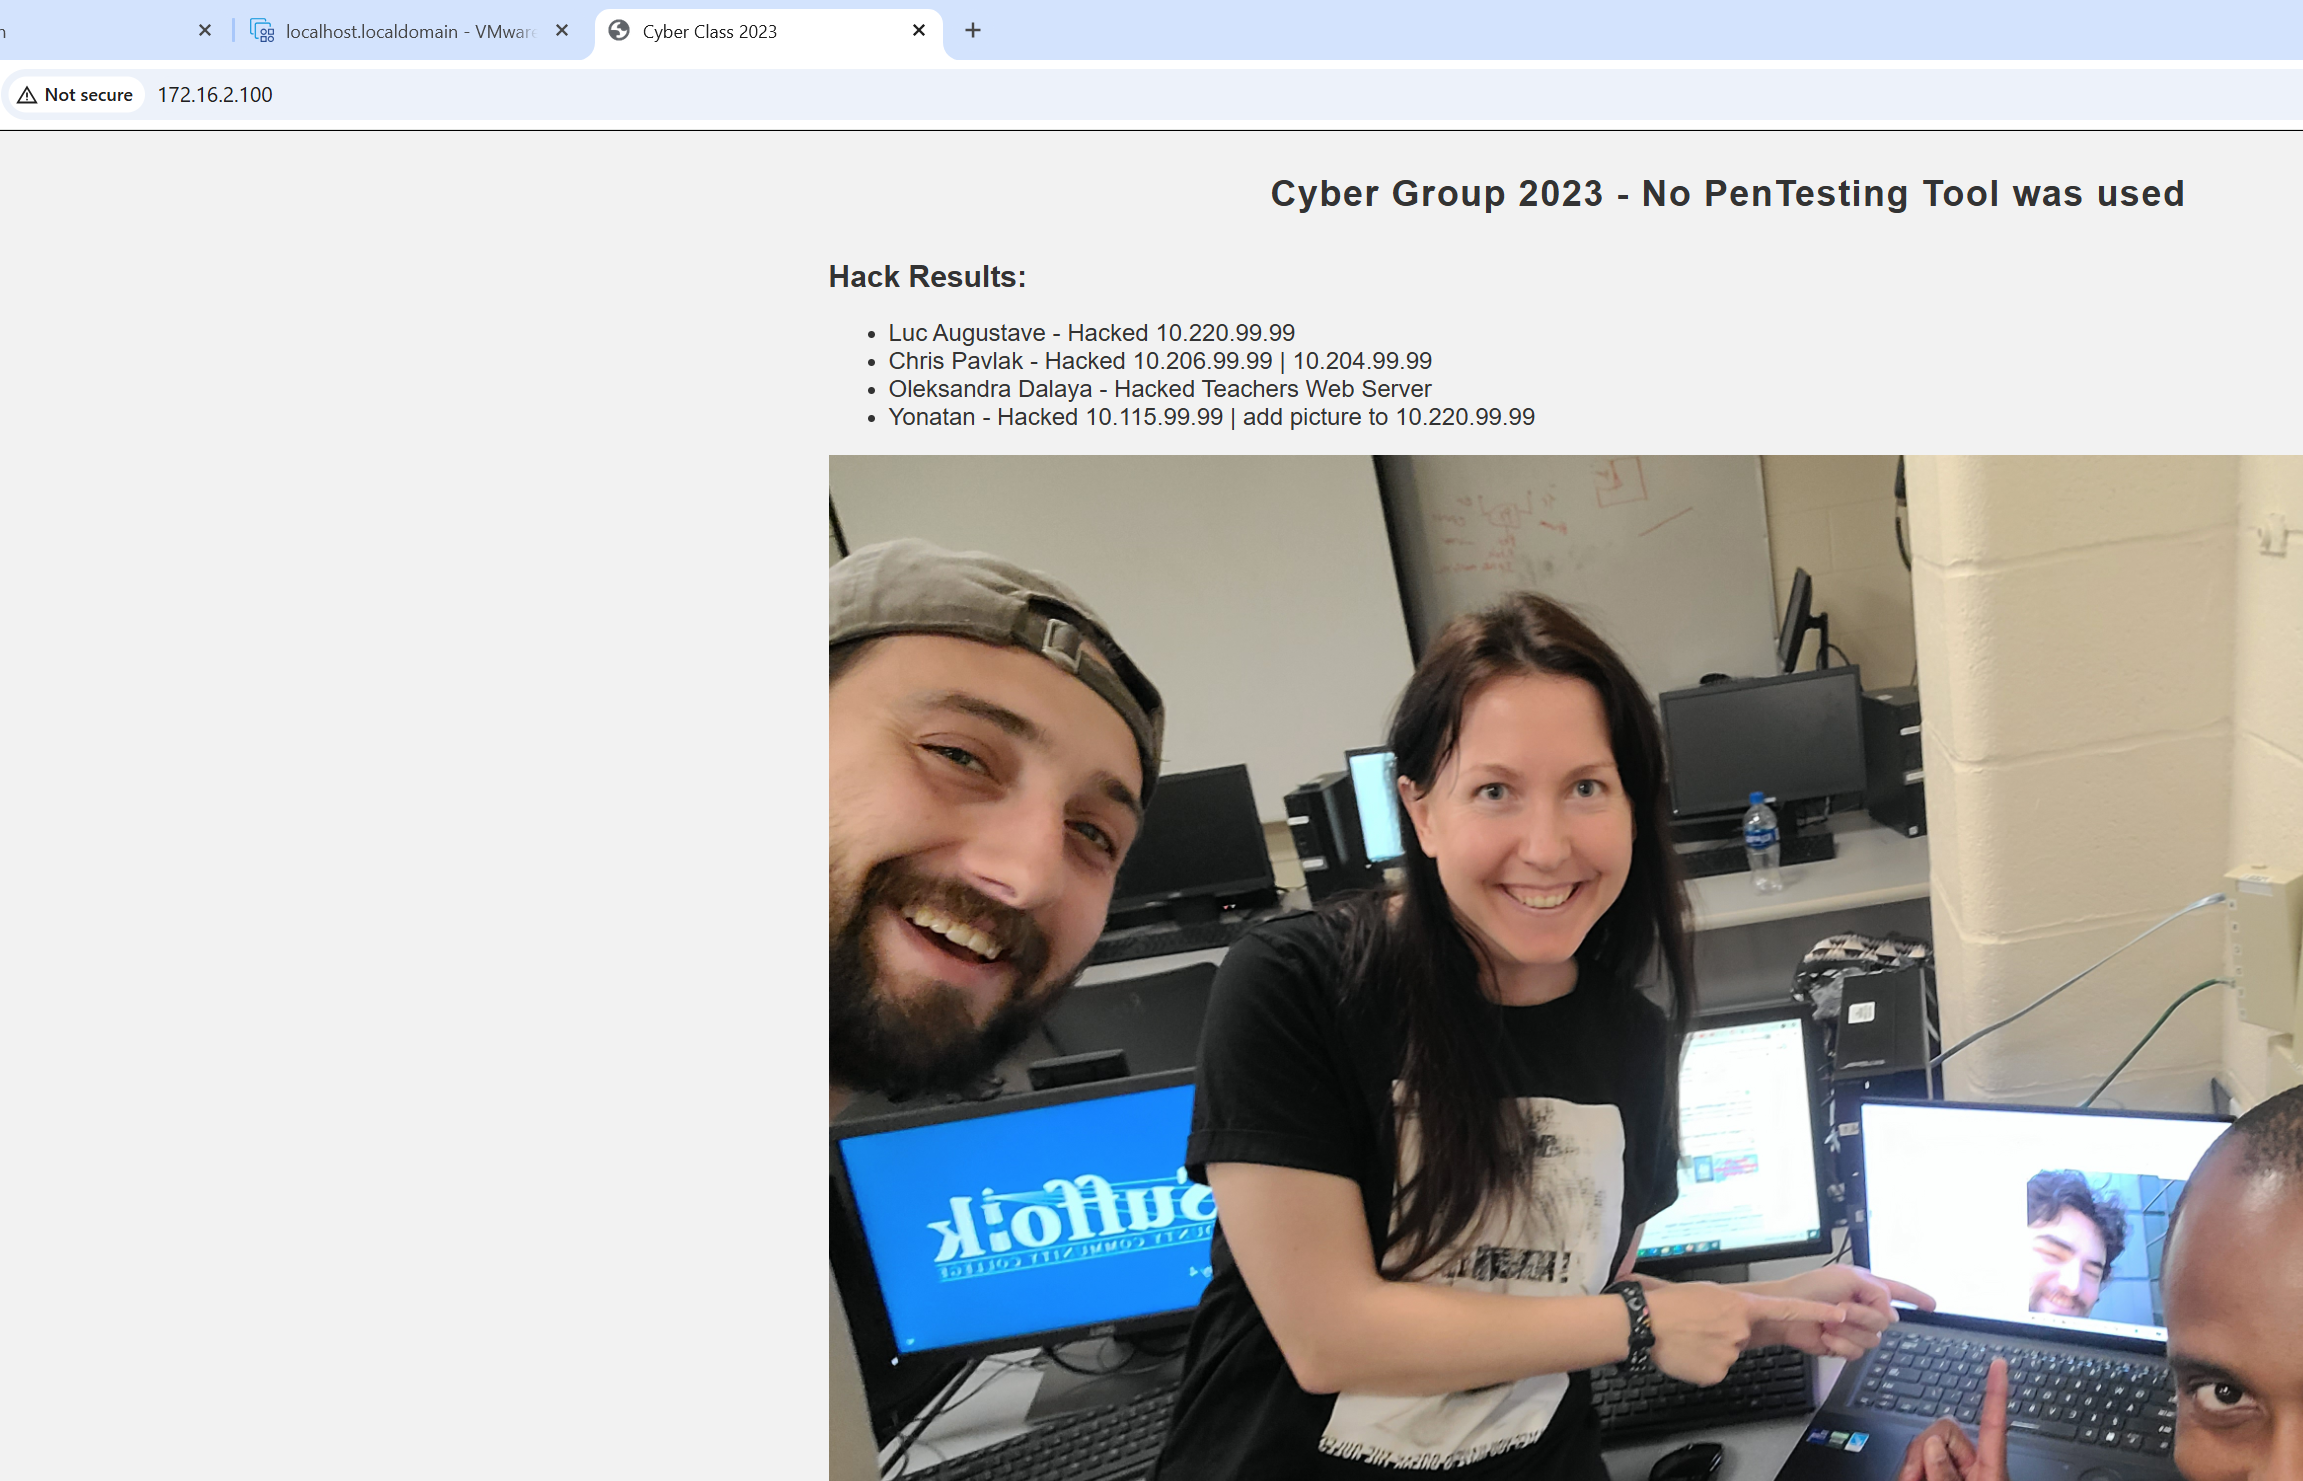 localhost.localdomain - VMware
Cyber Class 2023
Not secure
172.16.2.100
Cyber Group 2023 - No PenTesting Tool was used
Hack Results:
Luc Augustave - Hacked 10.220.99.99
Chris Pavlak - Hacked 10.206.99.99 | 10.204.99.99
Oleksandra Dalaya - Hacked Teachers Web Server
Yonatan - Hacked 10.115.99.99 | add picture to 10.220.99.99
Suffolk
COUNTY COMMUNITY
COLLEGE